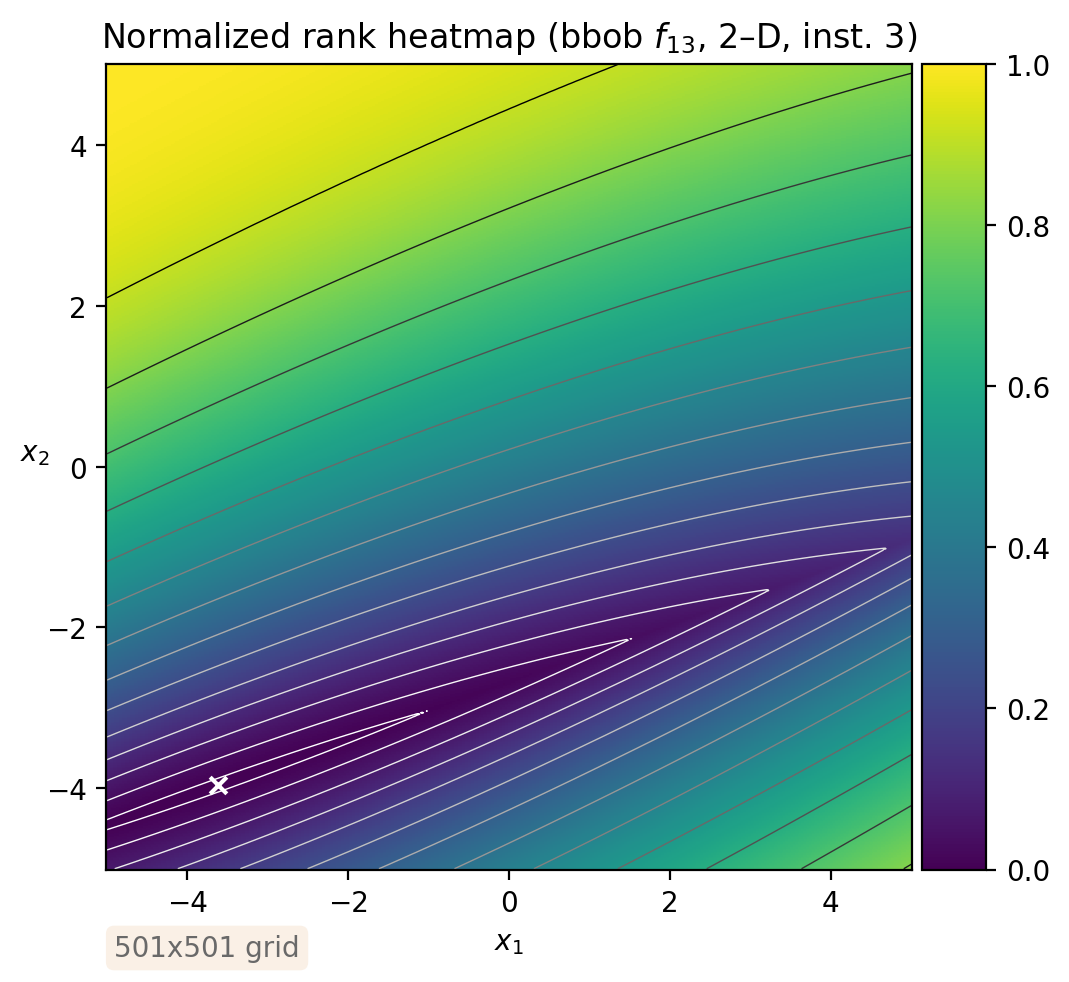 Normalized rank heatmap (bbob f13, 2–D, inst. 3)
1.0
0.8
0.6
0.4
0.2
0.0
4
2
0
−2
−4
x2
−4 −2 0 2 4
x1
501x501 grid